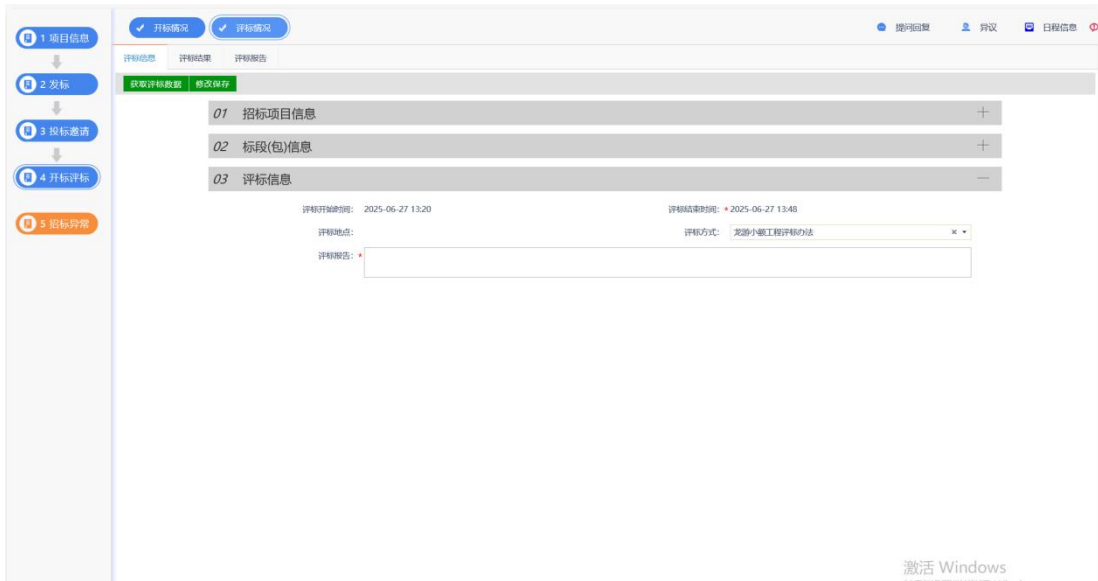 1 项目信息
2 发标
3 投标邀请
4 开标评标
5 招标异常
开标情况 评标情况 提问回复 异议 日程信息
评标信息 评标结果 评标报告
获取评标数据 修改保存
01 招标项目信息
02 标段(包)信息
03 评标信息
评标开始时间: 2025-06-27 13:20 评标结束时间: * 2025-06-27 13:48
评标地点: 评标方式: 龙游小额工程评标办法
评标报告: *
激活 Windows